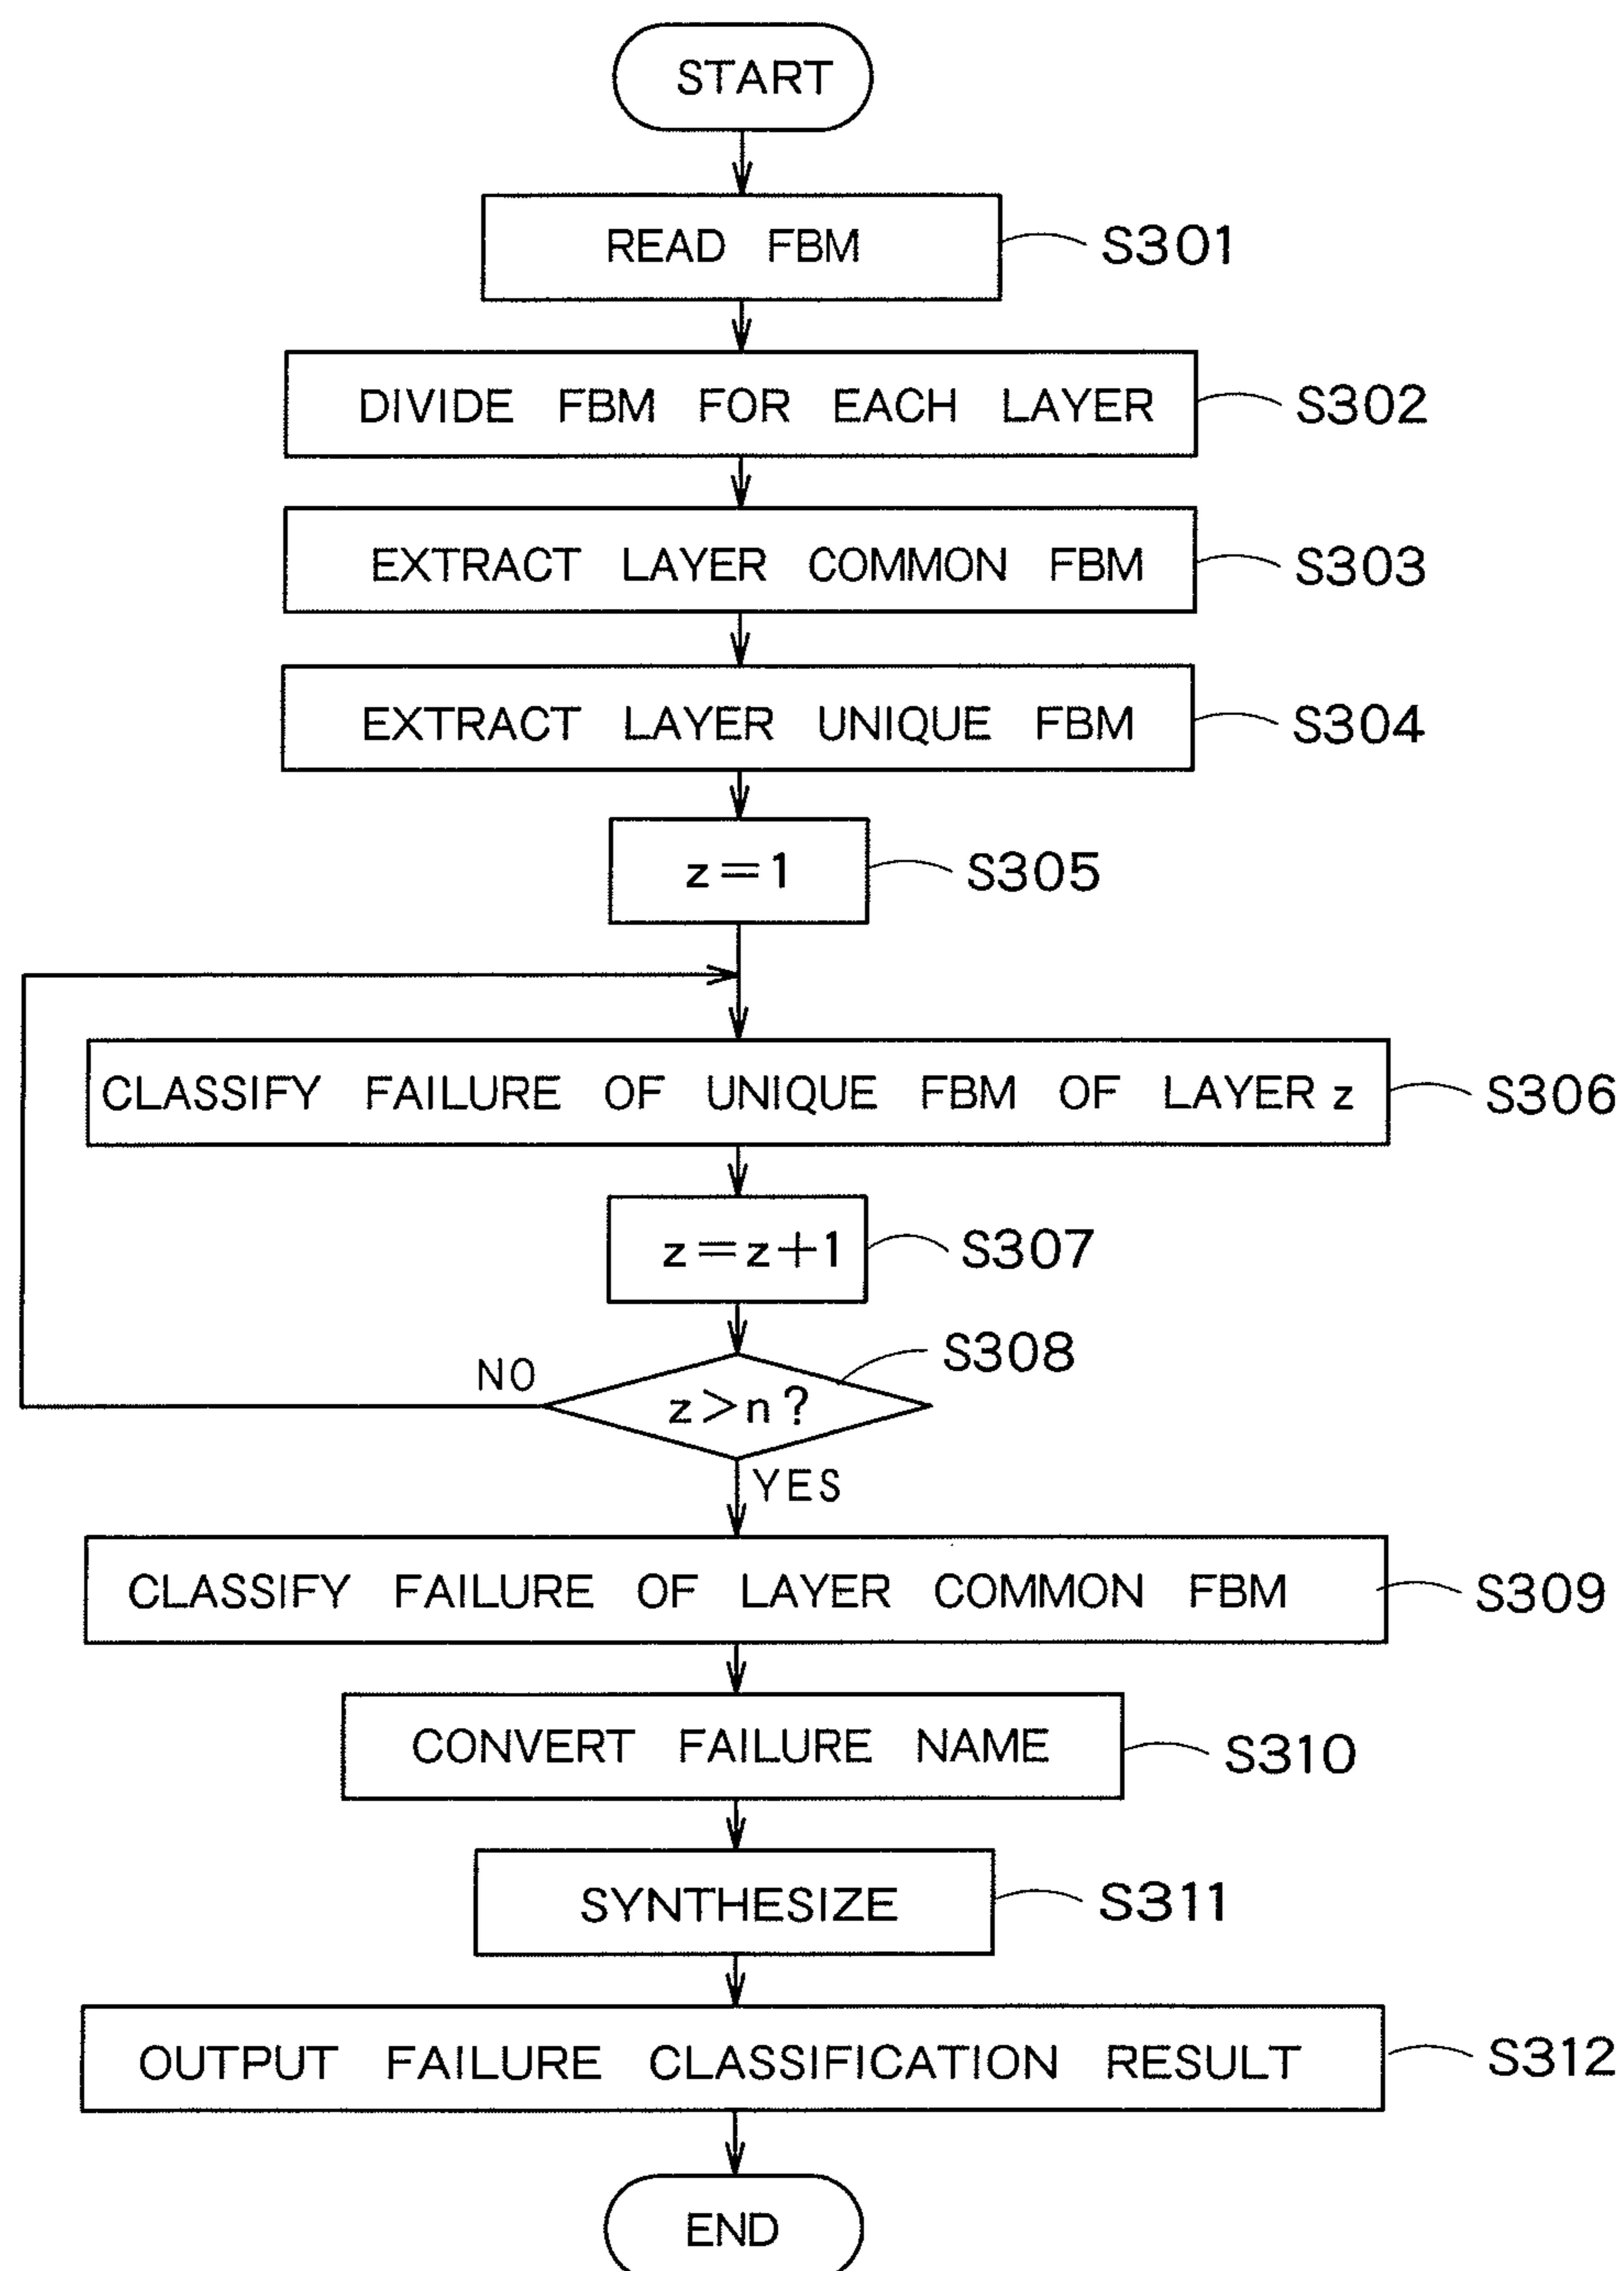 START
READ FBM S301
DIVIDE FBM FOR EACH LAYER S302
EXTRACT LAYER COMMON FBM S303
EXTRACT LAYER UNIQUE FBM S304
z=1 S305
CLASSIFY FAILURE OF UNIQUE FBM OF LAYER z S306
z=z+1 S307
S308
NO
z>n?
YES
CLASSIFY FAILURE OF LAYER COMMON FBM S309
CONVERT FAILURE NAME S310
SYNTHESIZE S311
OUTPUT FAILURE CLASSIFICATION RESULT S312
END